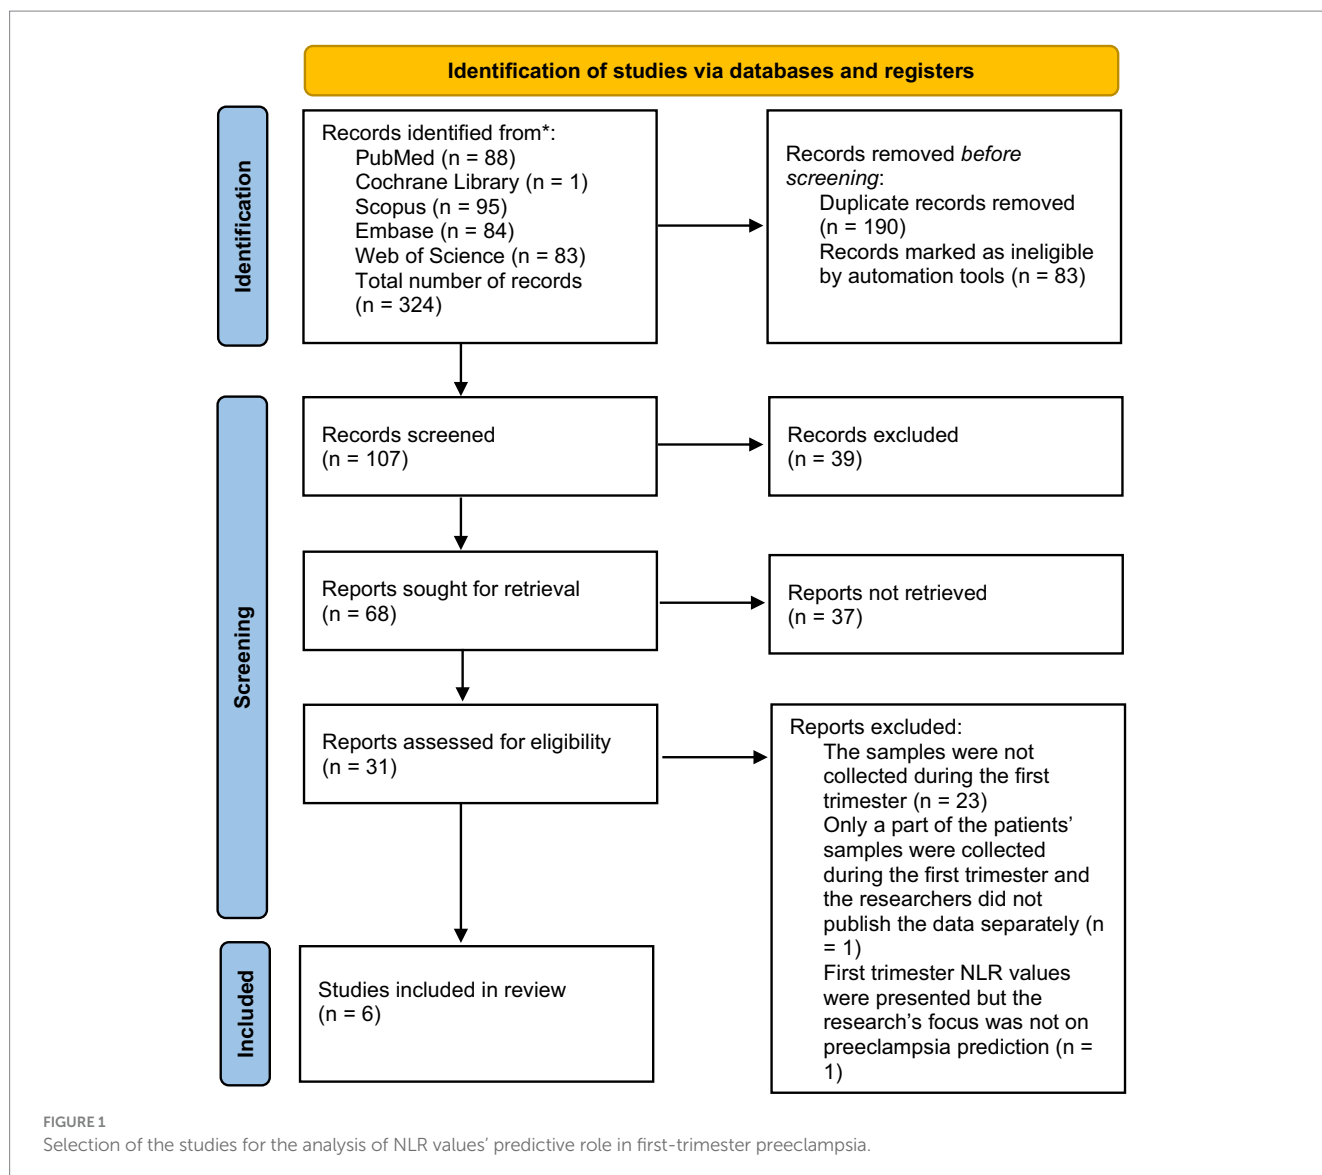 Identification of studies via databases and registers
Identification
Records identified from*:
PubMed (n = 88)
Cochrane Library (n = 1)
Scopus (n = 95)
Embase (n = 84)
Web of Science (n = 83)
Total number of records
(n = 324)
Records removed before
screening:
Duplicate records removed
(n = 190)
Records marked as ineligible
by automation tools (n = 83)
Screening
Records screened
(n = 107)
Records excluded
(n = 39)
Reports sought for retrieval
(n = 68)
Reports not retrieved
(n = 37)
Reports assessed for eligibility
(n = 31)
Reports excluded:
The samples were not
collected during the first
trimester (n = 23)
Only a part of the patients’
samples were collected
during the first trimester and
the researchers did not
publish the data separately (n
= 1)
First trimester NLR values
were presented but the
research’s focus was not on
preeclampsia prediction (n =
1)
Included
Studies included in review
(n = 6)
FIGURE 1
Selection of the studies for the analysis of NLR values’ predictive role in first-trimester preeclampsia.